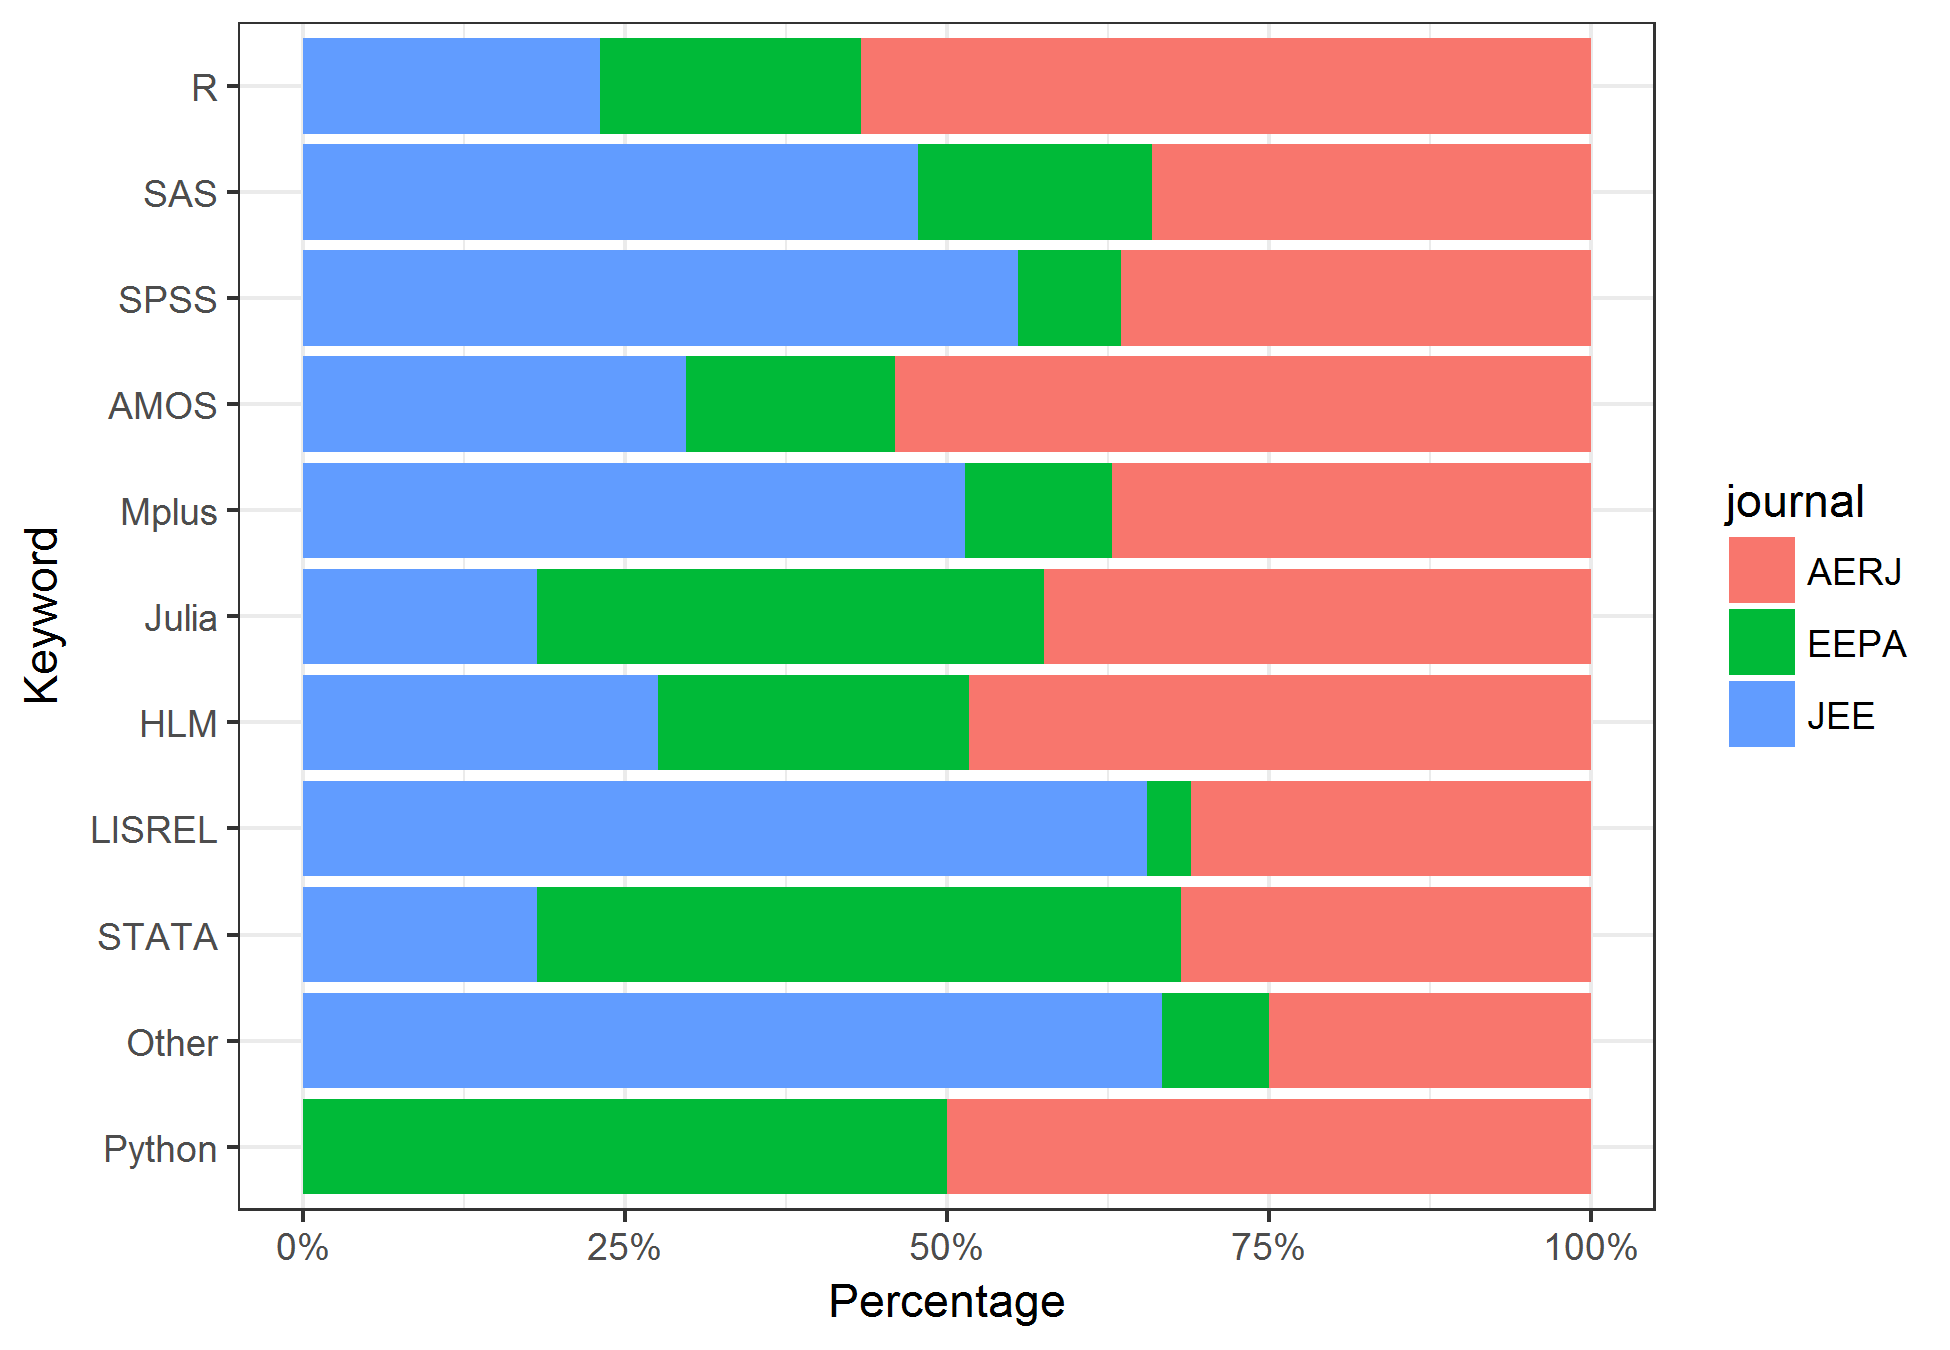 R
SAS
SPSS
AMOS
Mplus
Julia
HLM
LISREL
STATA
Other
Python
Keyword
0% 25% 50% 75% 100%
Percentage
journal
AERJ
EEPA
JEE